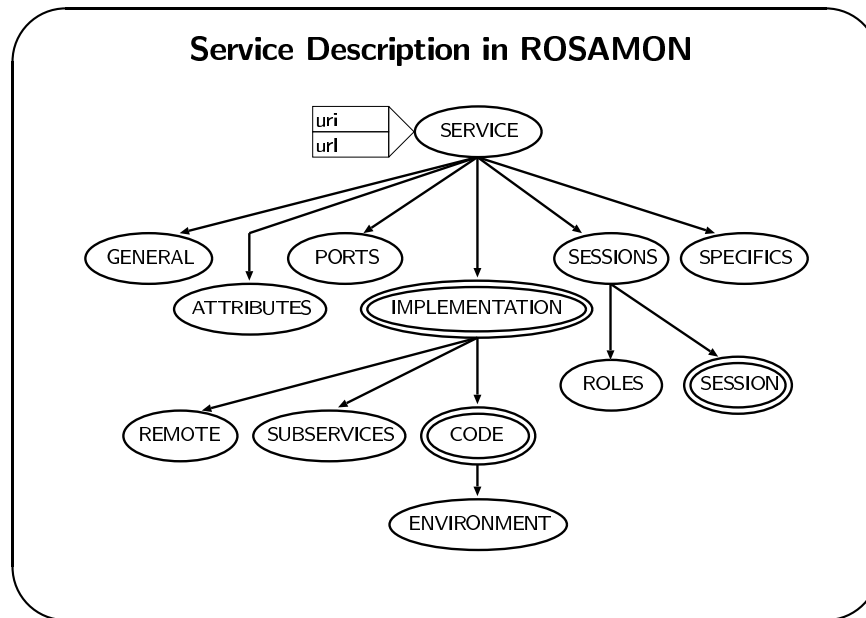 Service Description in ROSAMON
uri
url
SERVICE
GENERAL
PORTS
SESSIONS
SPECIFICS
ATTRIBUTES
IMPLEMENTATION
ROLES
SESSION
REMOTE
SUBSERVICES
CODE
ENVIRONMENT